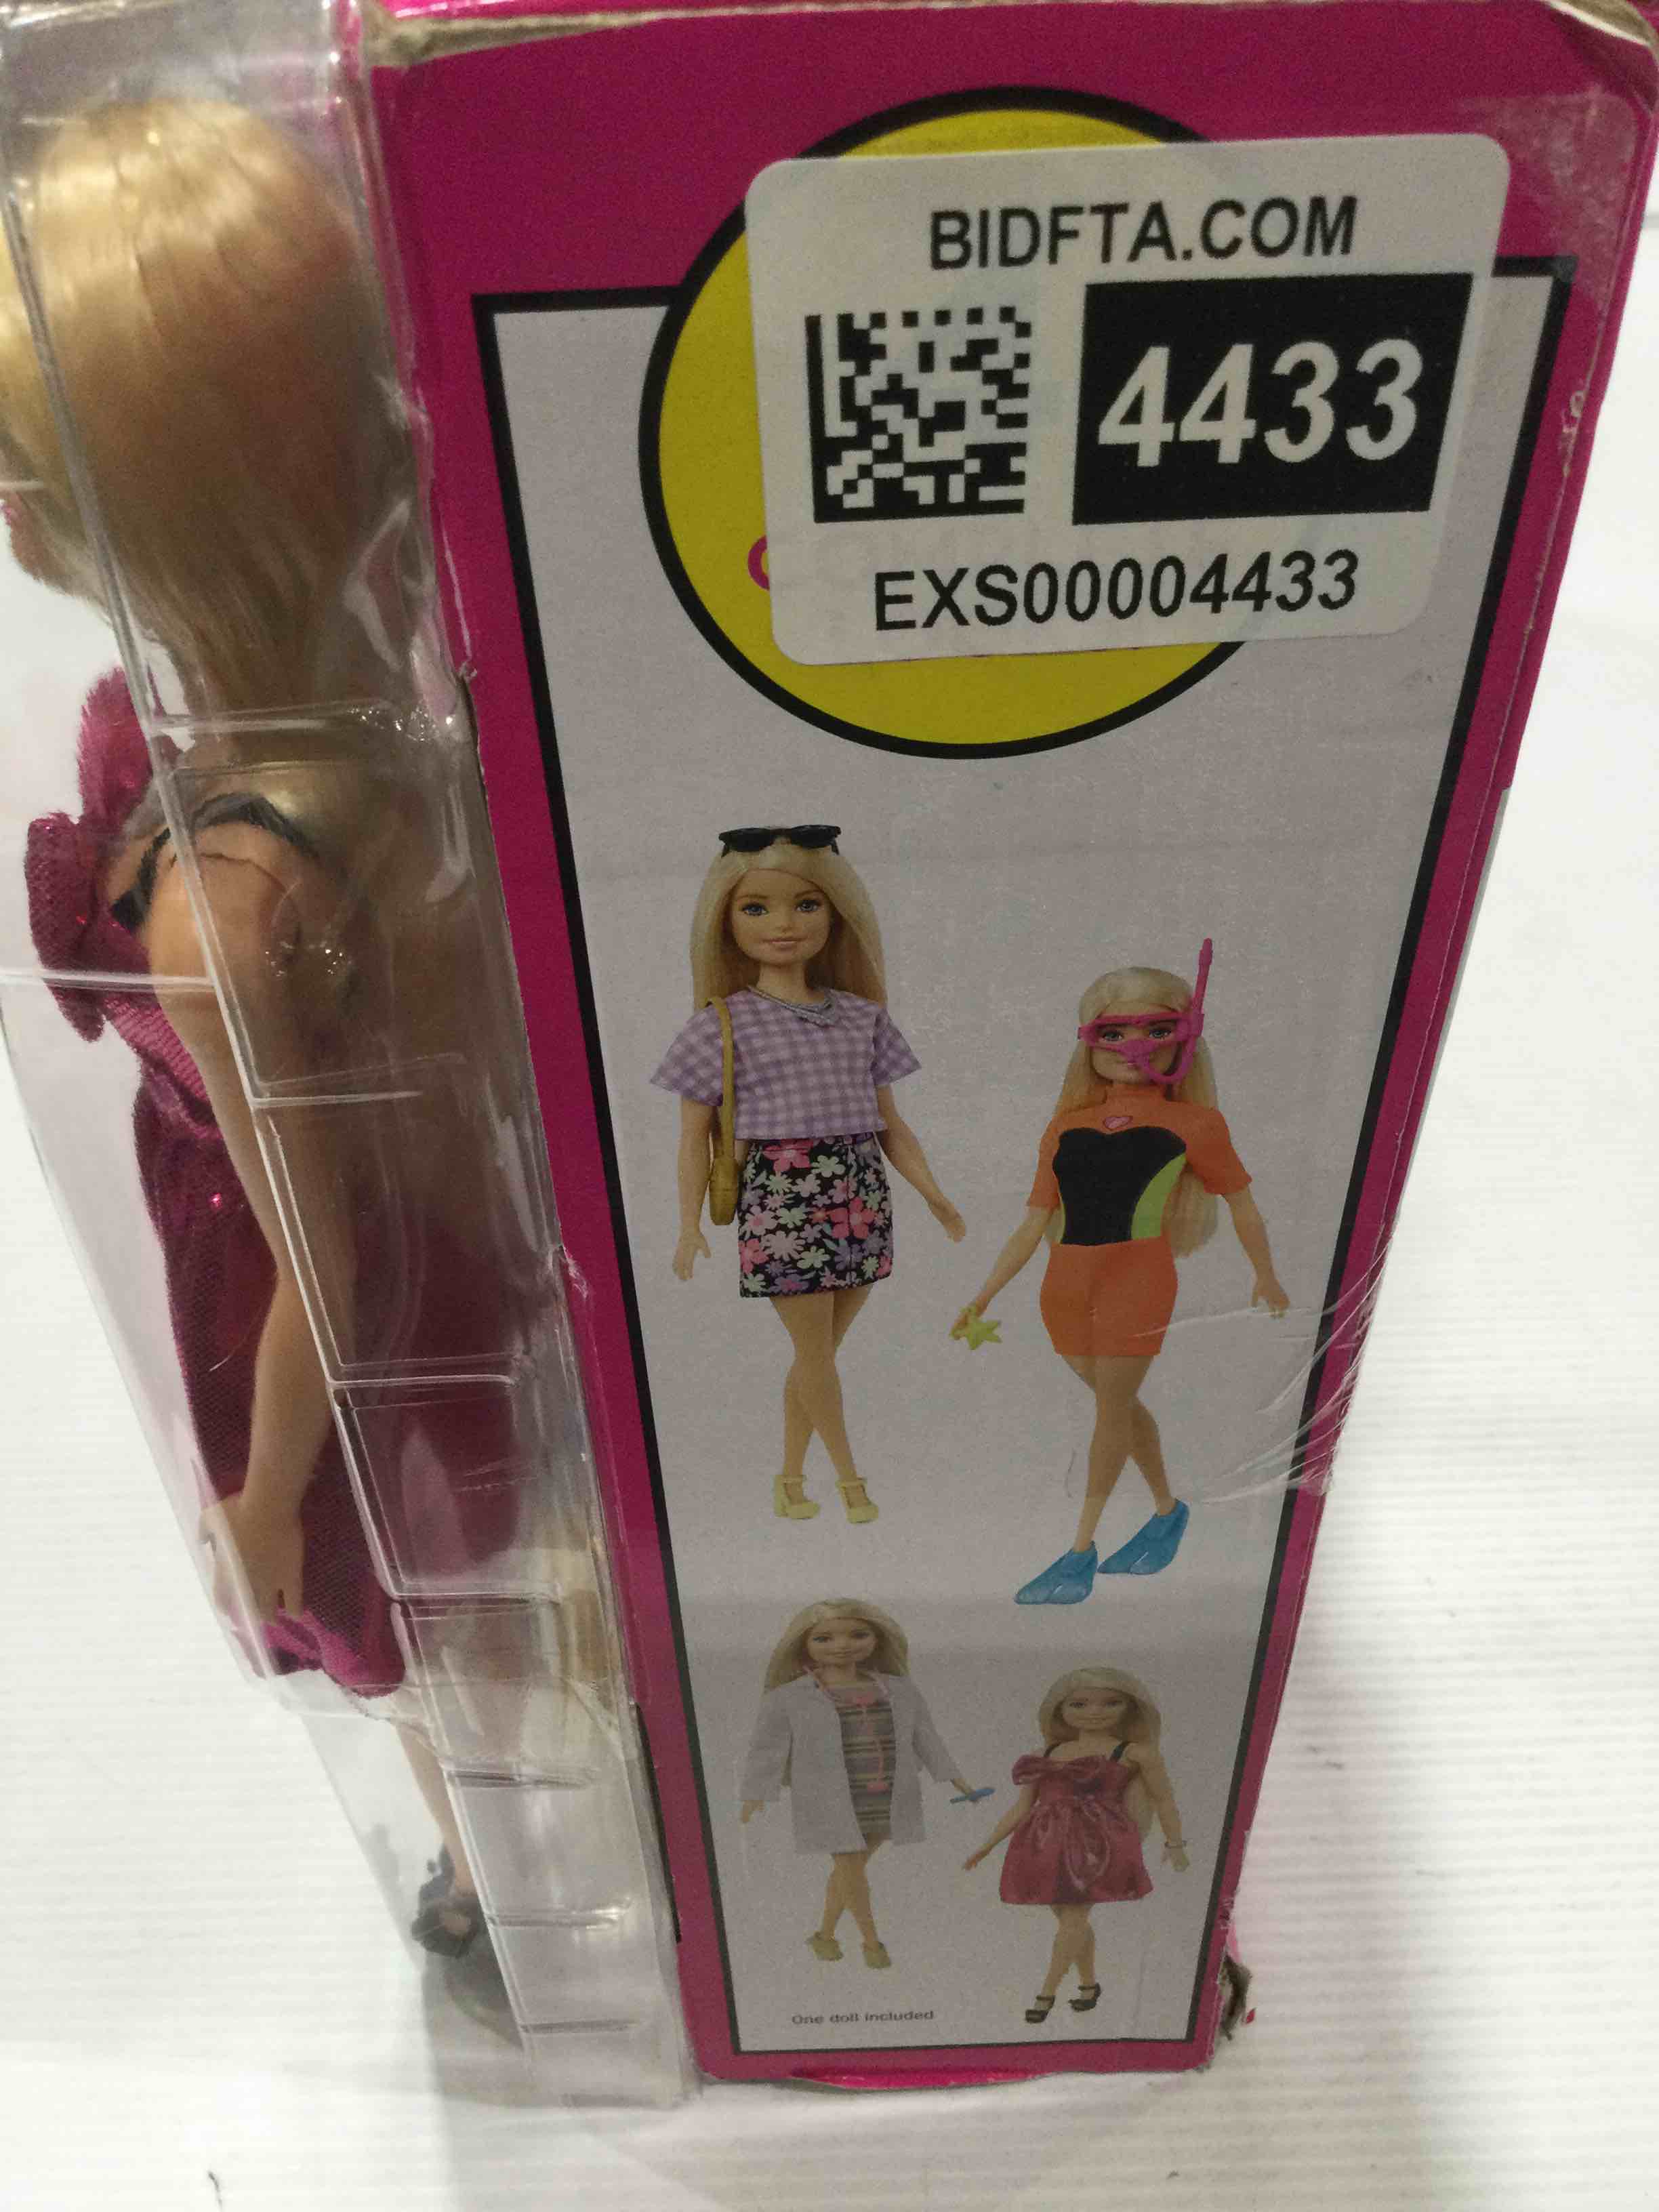 BIDFTA.COM
4433
EXS00004433
One doll included